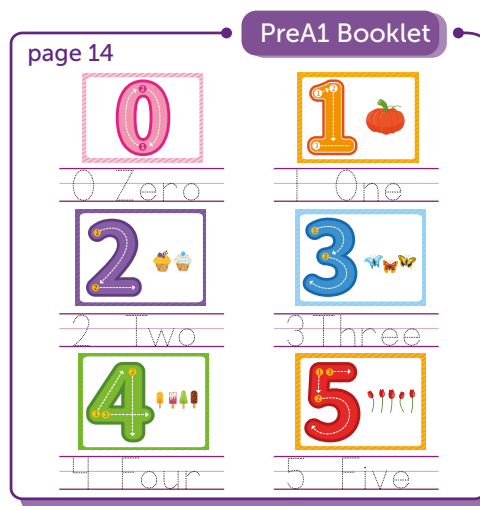 PreA1 Booklet
page 14
0 1
0 Zero 1 One
2 3
2 Two 3 Three
4 5
4 Four 5 Five